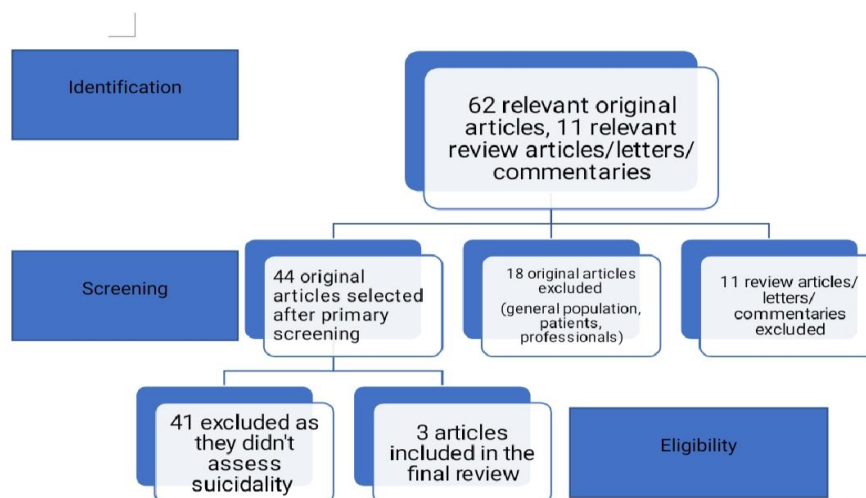 Identification
62 relevant original
articles, 11 relevant
review articles/letters/
commentaries
Screening
44 original
articles selected
after primary
screening
18 original articles
excluded
(general population,
patients,
professionals)
11 review articles/
letters/
commentaries
excluded
41 excluded as
they didn't
assess
suicidality
3 articles
included in the
final review
Eligibility